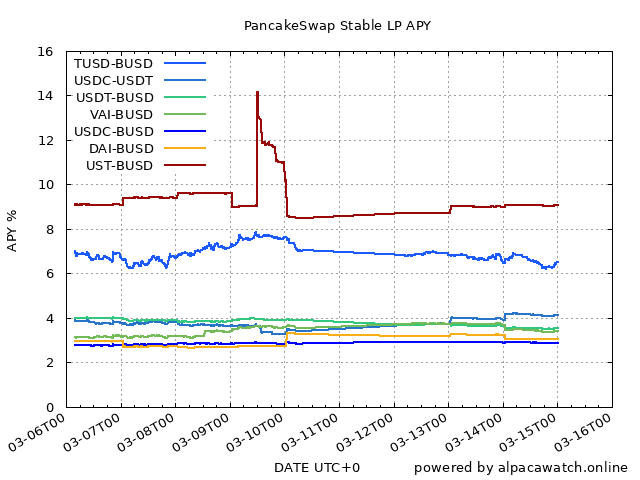 PancakeSwap Stable LP APY
TUSD-BUSD
USDC-USDT
USDT-BUSD
VAI-BUSD
USDC-BUSD
DAI-BUSD
UST-BUSD
APY %
16
14
12
10
8
6
4
2
0
03-06T00
03-07T00
03-08T00
03-09T00
03-10T00
03-11T00
03-12T00
03-13T00
03-14T00
03-15T00
03-16T00
DATE UTC+0
powered by alpacawatch.online